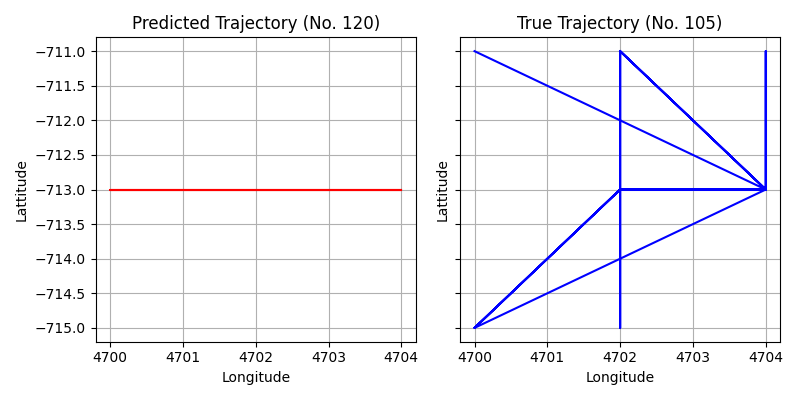 Predicted Trajectory (No. 120)
True Trajectory (No. 105)
Lattitude
−711.0
−711.5
−712.0
−712.5
−713.0
−713.5
−714.0
−714.5
−715.0
4700 4701 4702 4703 4704
Longitude
Lattitude
4700 4701 4702 4703 4704
Longitude